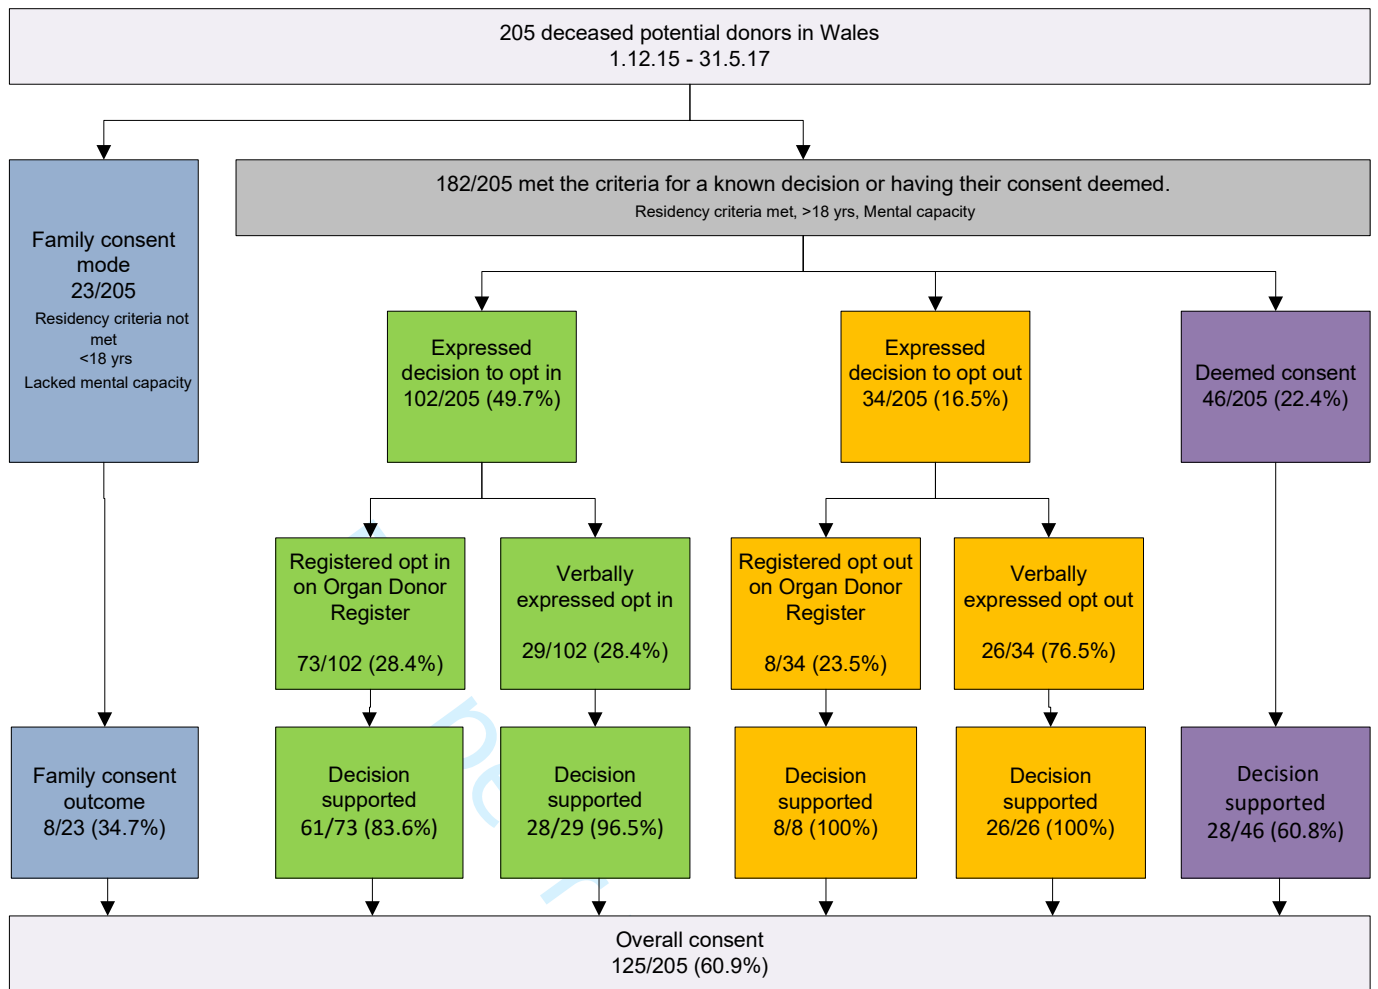 205 deceased potential donors in Wales
1.12.15 - 31.5.17
182/205 met the criteria for a known decision or having their consent deemed.
Residency criteria met, >18 yrs, Mental capacity
Family consent
mode
23/205
Residency criteria not
met
<18 yrs
Lacked mental capacity
Expressed
decision to opt in
102/205 (49.7%)
Expressed
decision to opt out
34/205 (16.5%)
Deemed consent
46/205 (22.4%)
Registered opt in
on Organ Donor
Register
73/102 (28.4%)
Verbally
expressed opt in
29/102 (28.4%)
Registered opt out
on Organ Donor
Register
8/34 (23.5%)
Verbally
expressed opt out
26/34 (76.5%)
Family consent
outcome
8/23 (34.7%)
Decision
supported
61/73 (83.6%)
Decision
supported
28/29 (96.5%)
Decision
supported
8/8 (100%)
Decision
supported
26/26 (100%)
Decision
supported
28/46 (60.8%)
Overall consent
125/205 (60.9%)